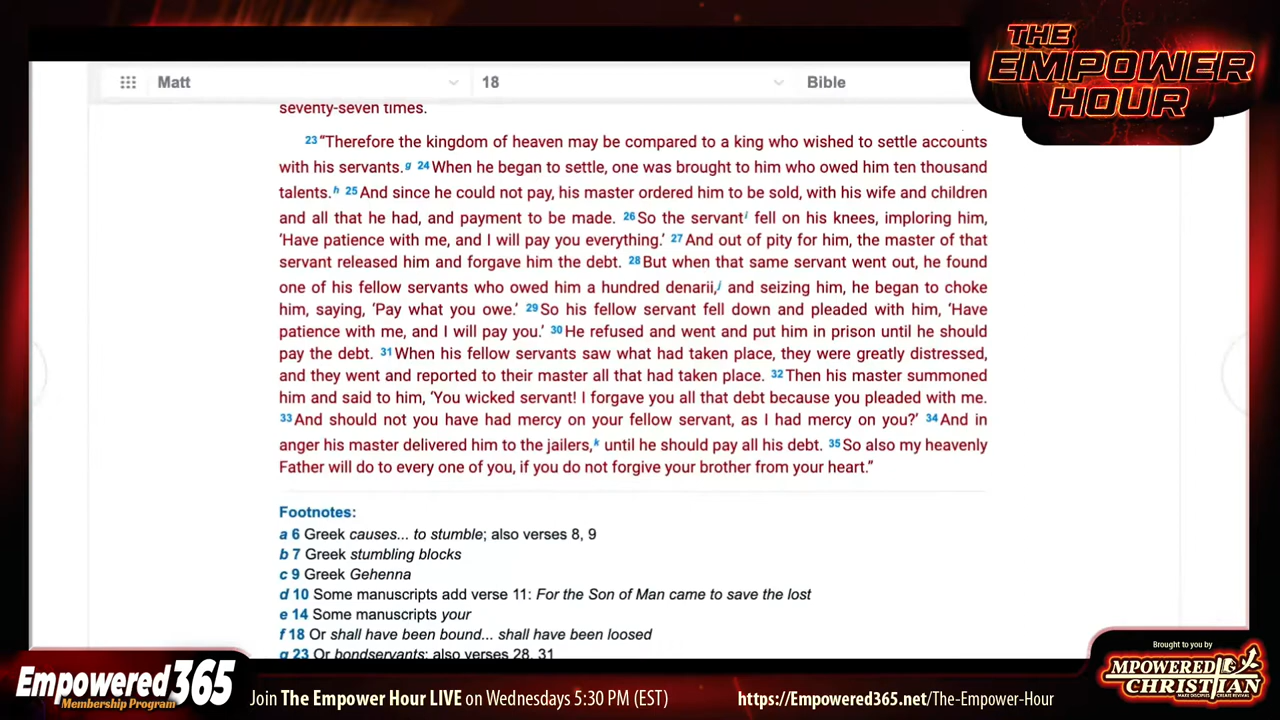 THE
EMPOWER
HOUR
Matt 18 Bible
seventy-seven times.
23 “Therefore the kingdom of heaven may be compared to a king who wished to settle accounts
with his servants.g 24 When he began to settle, one was brought to him who owed him ten thousand
talents.h 25 And since he could not pay, his master ordered him to be sold, with his wife and children
and all that he had, and payment to be made. 26 So the servanti fell on his knees, imploring him,
‘Have patience with me, and I will pay you everything.’ 27 And out of pity for him, the master of that
servant released him and forgave him the debt. 28 But when that same servant went out, he found
one of his fellow servants who owed him a hundred denarii,j and seizing him, he began to choke
him, saying, ‘Pay what you owe.’ 29 So his fellow servant fell down and pleaded with him, ‘Have
patience with me, and I will pay you.’ 30 He refused and went and put him in prison until he should
pay the debt. 31 When his fellow servants saw what had taken place, they were greatly distressed,
and they went and reported to their master all that had taken place. 32 Then his master summoned
him and said to him, ‘You wicked servant! I forgave you all that debt because you pleaded with me.
33 And should not you have had mercy on your fellow servant, as I had mercy on you?’ 34 And in
anger his master delivered him to the jailers,k until he should pay all his debt. 35 So also my heavenly
Father will do to every one of you, if you do not forgive your brother from your heart.”
Footnotes:
a 6 Greek causes... to stumble; also verses 8, 9
b 7 Greek stumbling blocks
c 9 Greek Gehenna
d 10 Some manuscripts add verse 11: For the Son of Man came to save the lost
e 14 Some manuscripts your
f 18 Or shall have been bound... shall have been loosed
g 23 Or bondservants; also verses 28, 31
Empowered365
Membership Program
Join The Empower Hour LIVE on Wednesdays 5:30 PM (EST)
https://Empowered365.net/The-Empower-Hour
Brought to you by
MPOWERED
CHRISTIAN
MAKE DISCIPLES CREATE REVIVAL